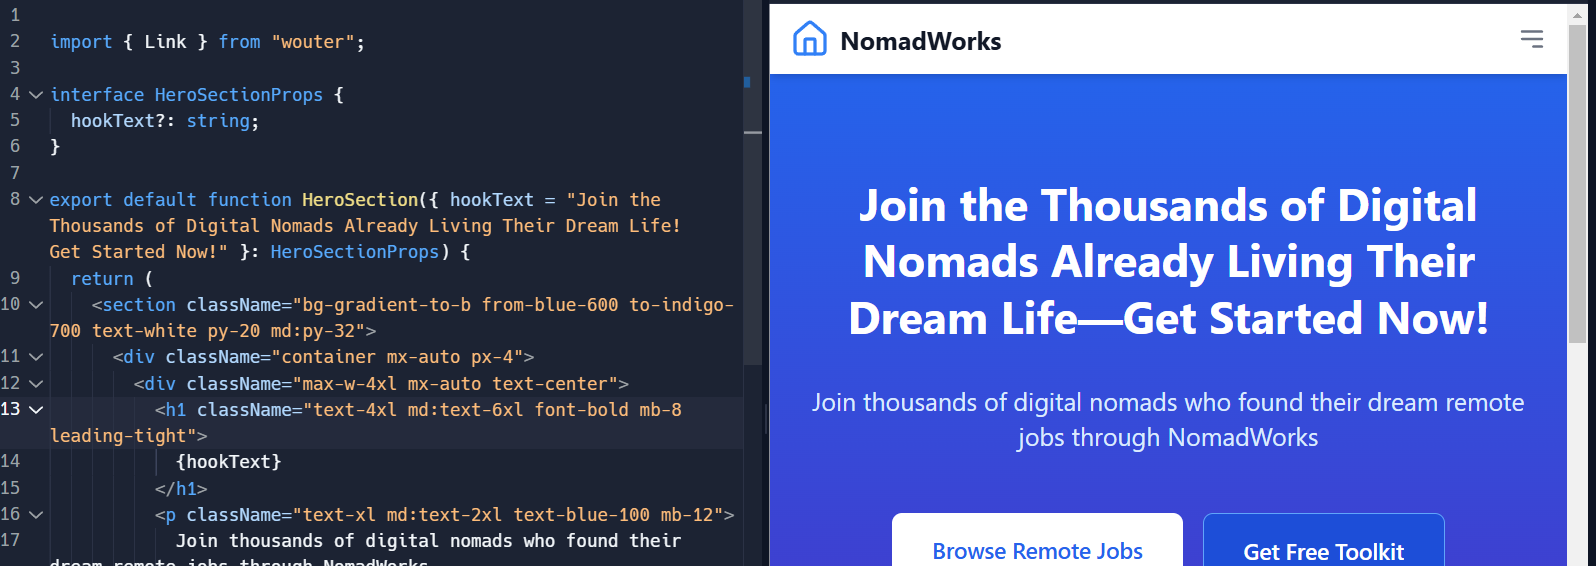 1
2 import { Link } from "wouter";
3
4 interface HeroSectionProps {
5 hookText?: string;
6 }
7
8 export default function HeroSection({ hookText = "Join the
Thousands of Digital Nomads Already Living Their Dream Life!
Get Started Now!" }: HeroSectionProps) {
9 return (
10 <section className="bg-gradient-to-b from-blue-600 to-indigo-
700 text-white py-20 md:py-32">
11 <div className="container mx-auto px-4">
12 <div className="max-w-4xl mx-auto text-center">
13 <h1 className="text-4xl md:text-6xl font-bold mb-8
leading-tight">
14 {hookText}
15 </h1>
16 <p className="text-xl md:text-2xl text-blue-100 mb-12">
17 Join thousands of digital nomads who found their
dream remote jobs through NomadWorks
NomadWorks
Join the Thousands of Digital
Nomads Already Living Their
Dream Life—Get Started Now!
Join thousands of digital nomads who found their dream remote
jobs through NomadWorks
Browse Remote Jobs
Get Free Toolkit